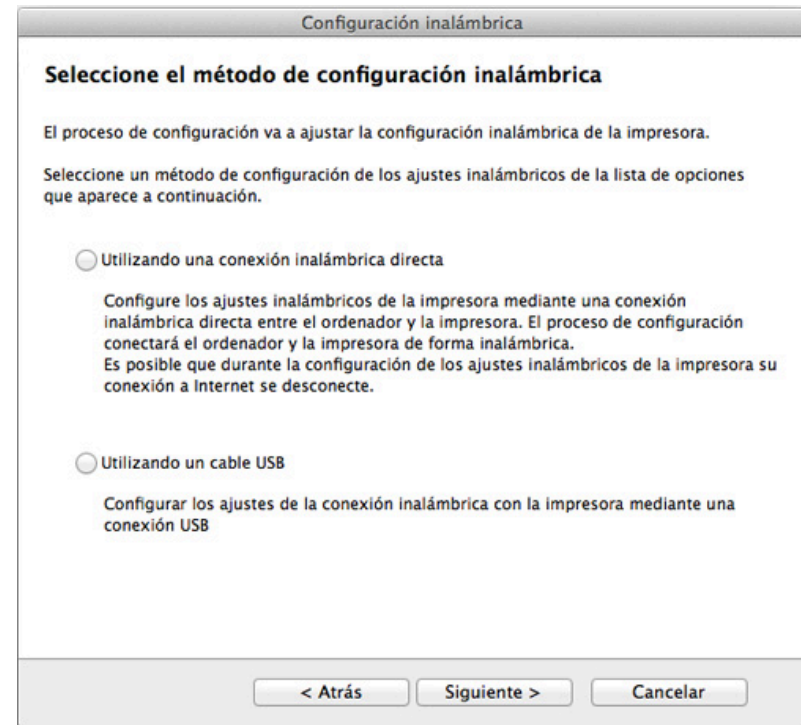 Configuración inalámbrica
Seleccione el método de configuración inalámbrica
El proceso de configuración va a ajustar la configuración inalámbrica de la impresora.
Seleccione un método de configuración de los ajustes inalámbricos de la lista de opciones
que aparece a continuación.
Utilizando una conexión inalámbrica directa
Configure los ajustes inalámbricos de la impresora mediante una conexión
inalámbrica directa entre el ordenador y la impresora. El proceso de configuración
conectará el ordenador y la impresora de forma inalámbrica.
Es posible que durante la configuración de los ajustes inalámbricos de la impresora su
conexión a Internet se desconecte.
Utilizando un cable USB
Configurar los ajustes de la conexión inalámbrica con la impresora mediante una
conexión USB
< Atrás Siguiente > Cancelar